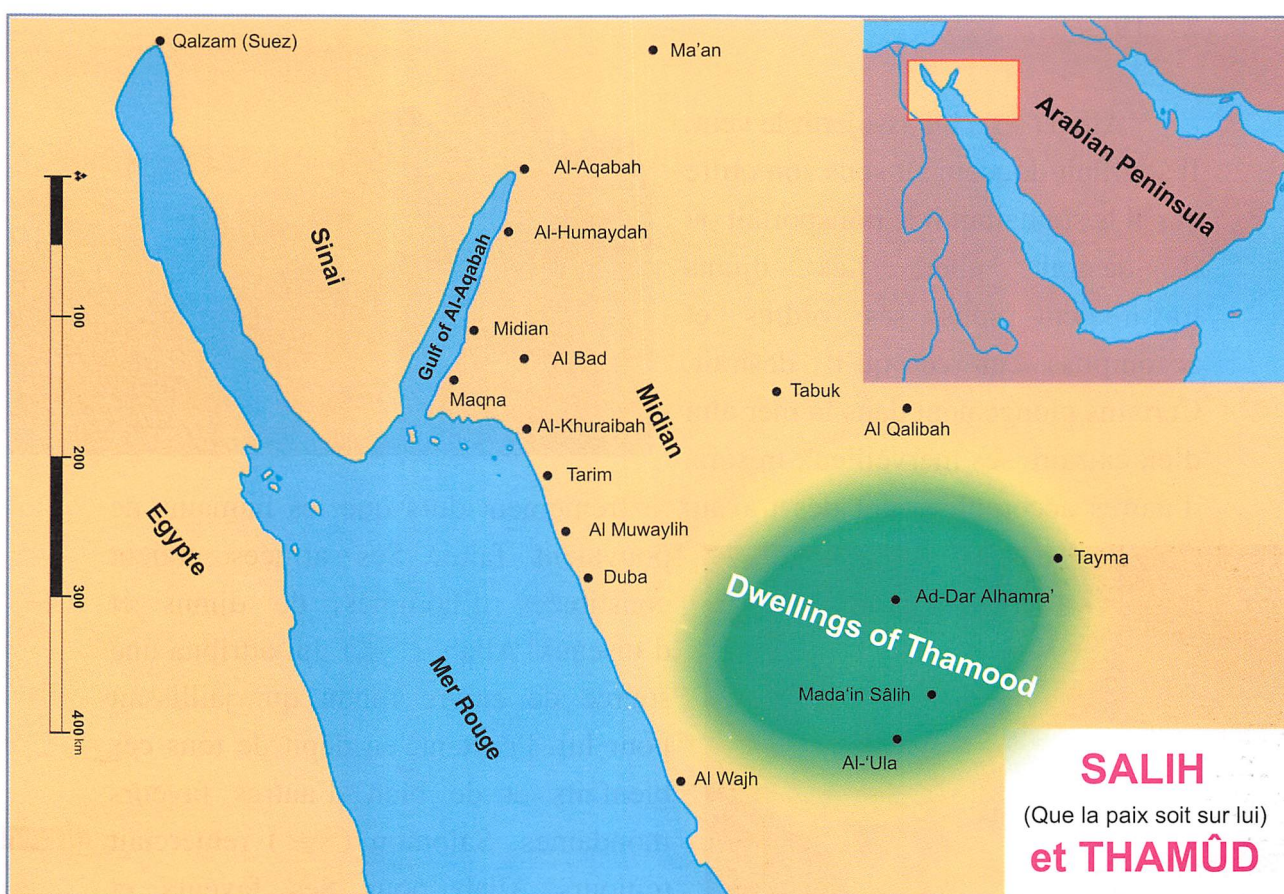 Qalzam (Suez)
Ma'an
Arabian Peninsula
Al-Aqabah
Sinai
Al-Humaydah
Gulf of Al-Aqabah
100
Midian
Al Bad
Maqna
Midian
Tabuk
Al Qalibah
Al-Khuraibah
200
Tarim
Egypte
Al Muwaylih
Tayma
Duba
300
Ad-Dar Alhamra'
Dwellings of Thamood
Mer Rouge
Mada'in Sâlih
400 km
Al-'Ula
Al Wajh
SALIH
(Que la paix soit sur lui)
et THAMÛD